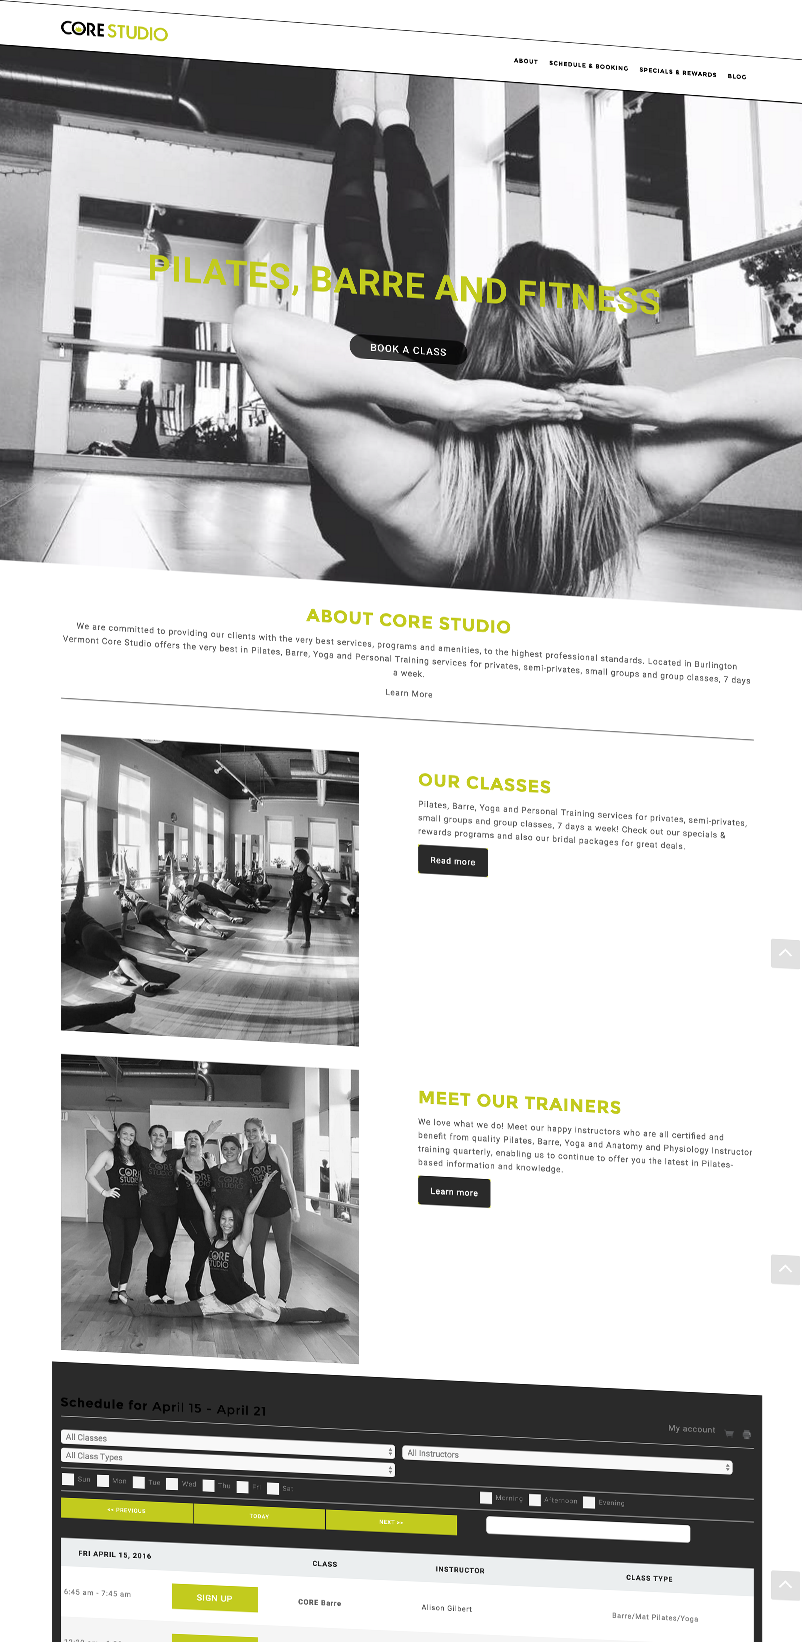 CORE STUDIO
ABOUT SCHEDULE & BOOKING SPECIALS & REWARDS BLOG
PILATES, BARRE AND FITNESS
BOOK A CLASS
ABOUT CORE STUDIO
We are committed to providing our clients with the very best services, programs and amenities, to the highest professional standards. Located in Burlington
Vermont Core Studio offers the very best in Pilates, Barre, Yoga and Personal Training services for privates, semi-privates, small groups and group classes, 7 days
a week.
Learn More
OUR CLASSES
Pilates, Barre, Yoga and Personal Training services for privates, semi-privates,
small groups and group classes, 7 days a week! Check out our specials &
rewards programs and also our bridal packages for great deals.
Read more
CORE
STUDIO
CORE
STUDIO
MEET OUR TRAINERS
We love what we do! Meet our happy instructors who are all certified and
benefit from quality Pilates, Barre, Yoga and Anatomy and Physiology Instructor
training quarterly, enabling us to continue to offer you the latest in Pilates-
based information and knowledge.
Learn more
Schedule for April 15 - April 21
My account
All Classes
All Instructors
All Class Types
Sun Mon Tue Wed Thu Fri Sat
Morning Afternoon Evening
<< PREVIOUS TODAY NEXT >>
FRI APRIL 15, 2016 CLASS INSTRUCTOR CLASS TYPE
6:45 am - 7:45 am SIGN UP CORE Barre Alison Gilbert Barre/Mat Pilates/Yoga